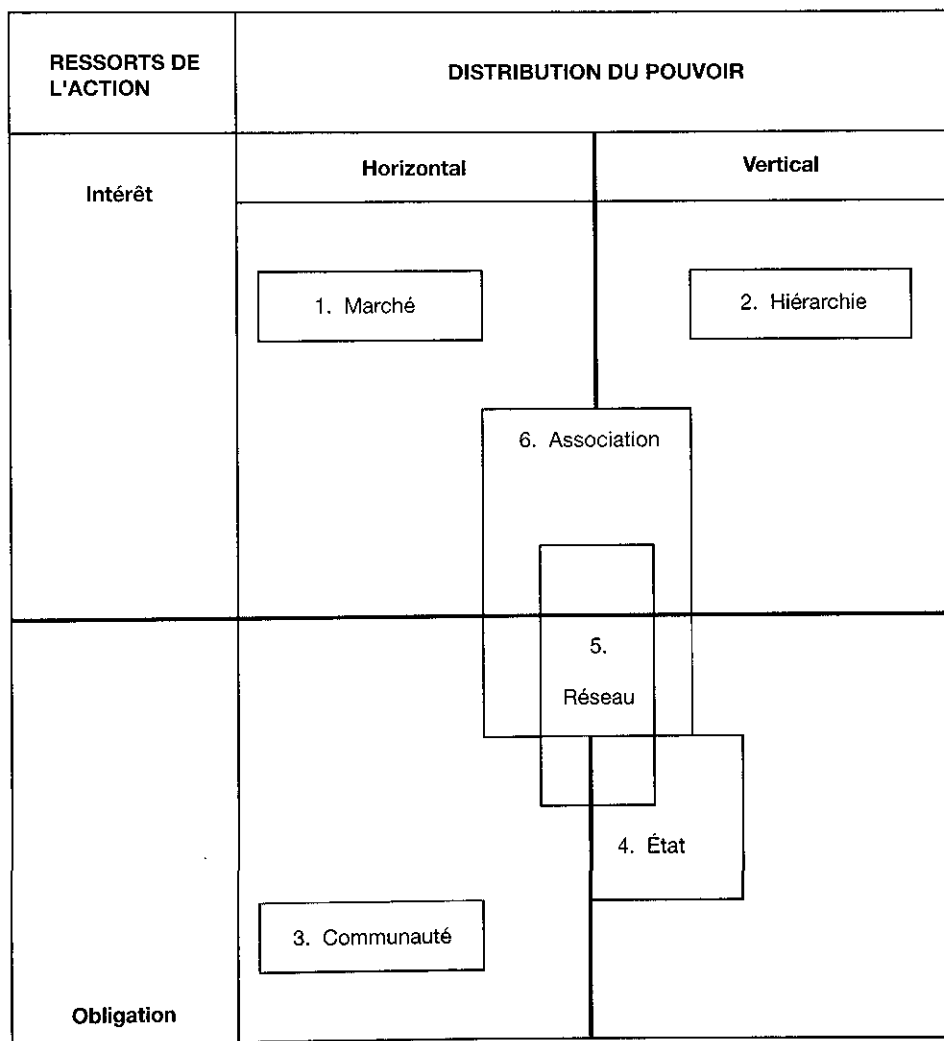 RESSORTS DE
L'ACTION
DISTRIBUTION DU POUVOIR
Intérêt
Horizontal
Vertical
1. Marché
2. Hiérarchie
6. Association
5.
Réseau
4. État
3. Communauté
Obligation